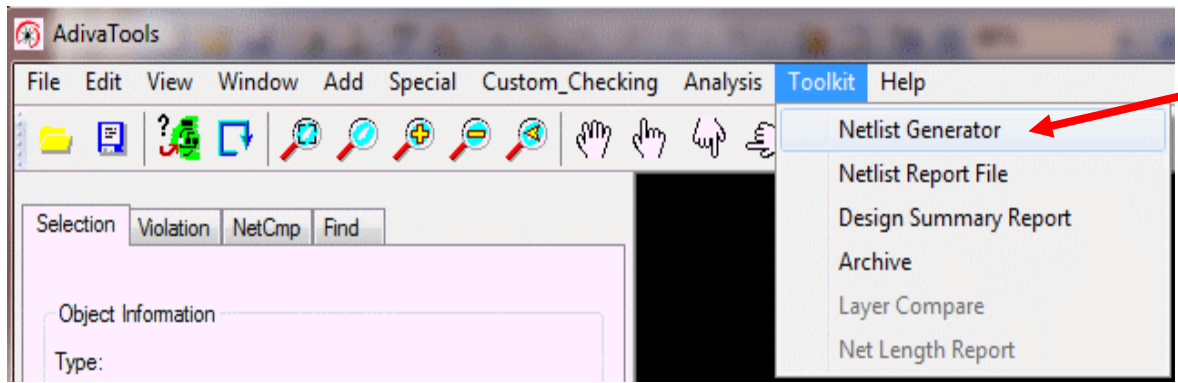 AdivaTools
File Edit View Window Add Special Custom_Checking Analysis Toolkit Help
Netlist Generator
Netlist Report File
Design Summary Report
Archive
Layer Compare
Net Length Report
Selection Violation NetCmp Find
Object Information
Type: